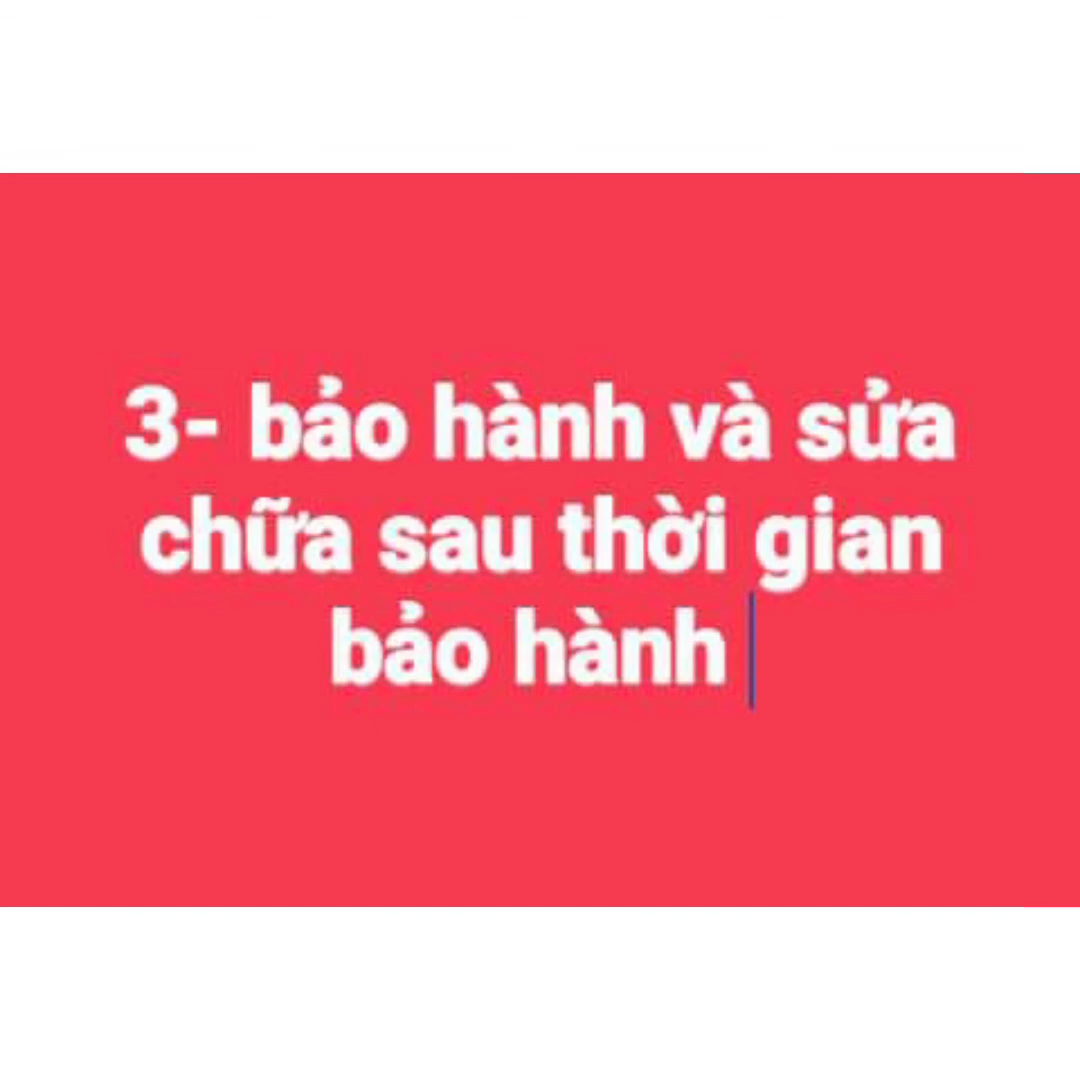 3- bảo hành và sửa
chữa sau thời gian
bảo hành